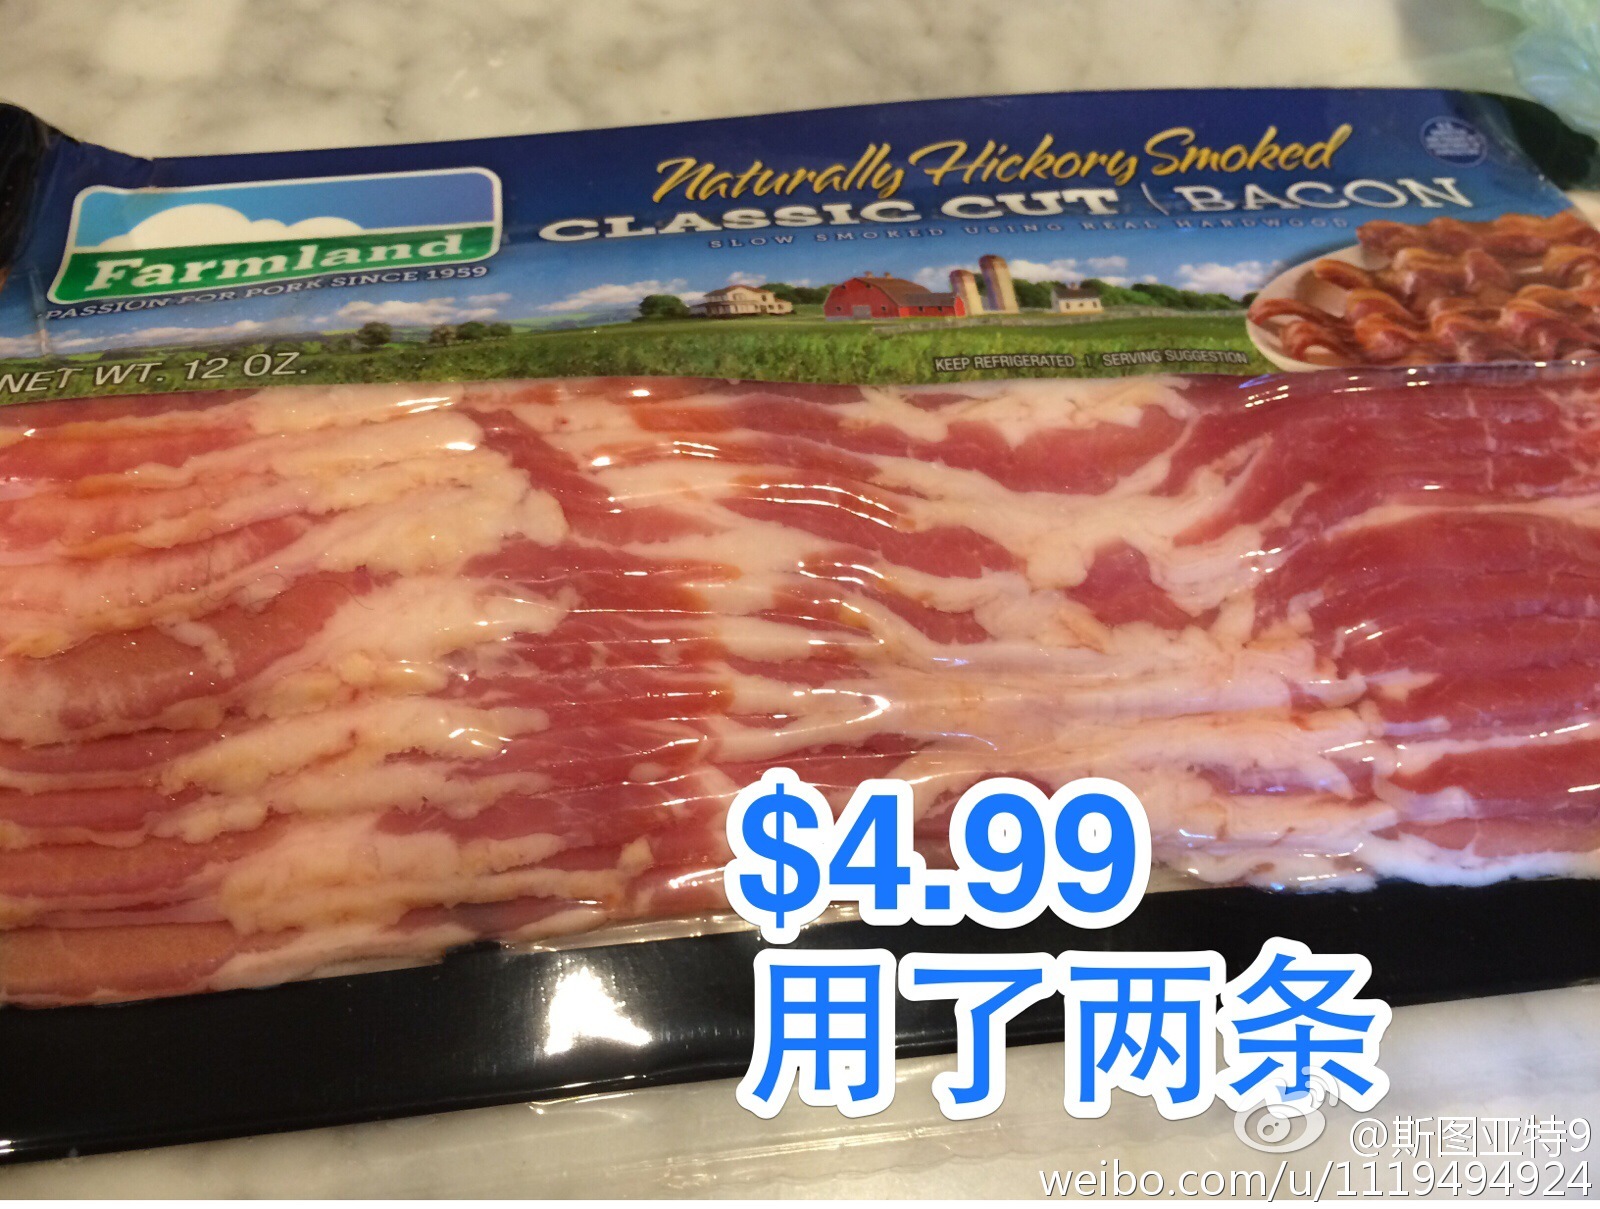 Naturally Hickory Smoked
CLASSIC CUT | BACON
SLOW SMOKED USING REAL HARDWOOD
Farmland
PASSION FOR PORK SINCE 1959
NET WT. 12 OZ.
KEEP REFRIGERATED | SERVING SUGGESTION
$4.99
用了两条
@斯图亚特9
weibo.com/u/1119494924